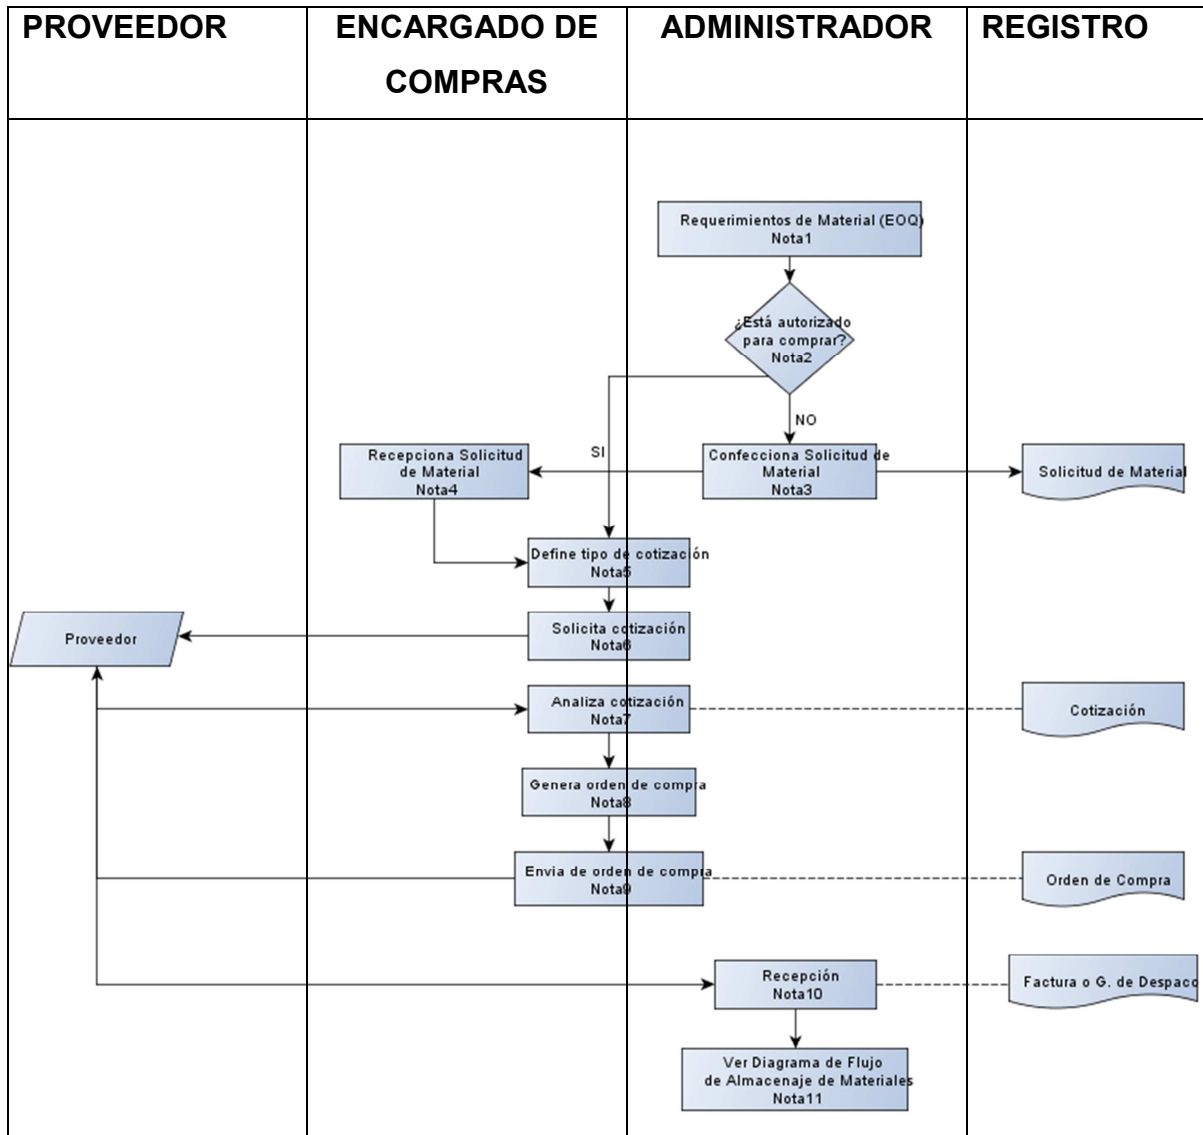 PROVEEDOR
ENCARGADO DE
COMPRAS
ADMINISTRADOR
REGISTRO
Requerimientos de Material (EOQ)
Nota1
¿Está autorizado
para comprar?
Nota2
NO
SI
Recepciona Solicitud
de Material
Nota4
Confecciona Solicitud de
Material
Nota3
Solicitud de Material
Define tipo de cotización
Nota5
Proveedor
Solicita cotización
Nota6
Analiza cotización
Nota7
Cotización
Genera orden de compra
Nota8
Envia de orden de compra
Nota9
Orden de Compra
Recepción
Nota10
Factura o G. de Despacc
Ver Diagrama de Flujo
de Almacenaje de Materiales
Nota11